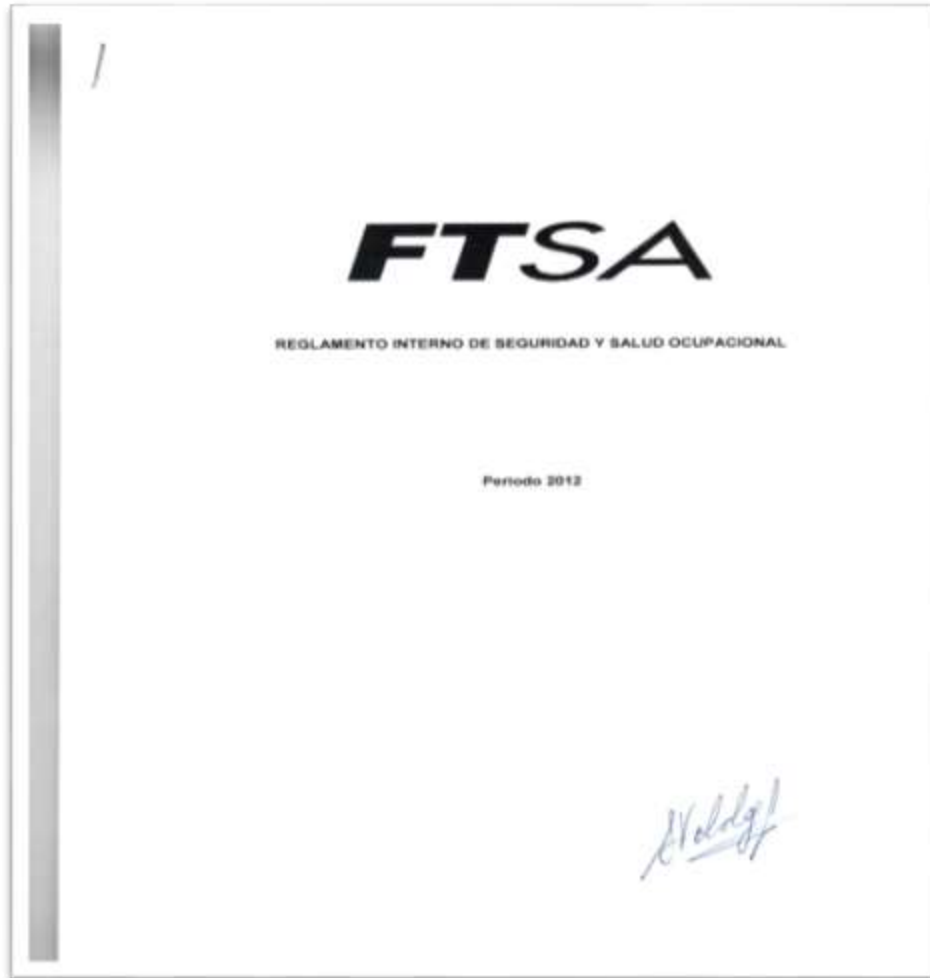 FTSA
REGLAMENTO INTERNO DE SEGURIDAD Y SALUD OCUPACIONAL
Periodo 2012